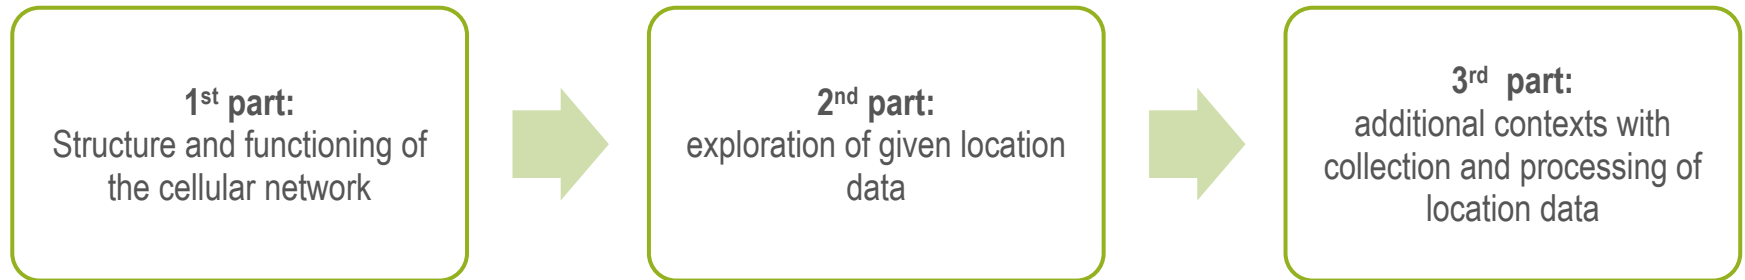 1st part:
Structure and functioning of
the cellular network
2nd part:
exploration of given location
data
3rd part:
additional contexts with
collection and processing of
location data